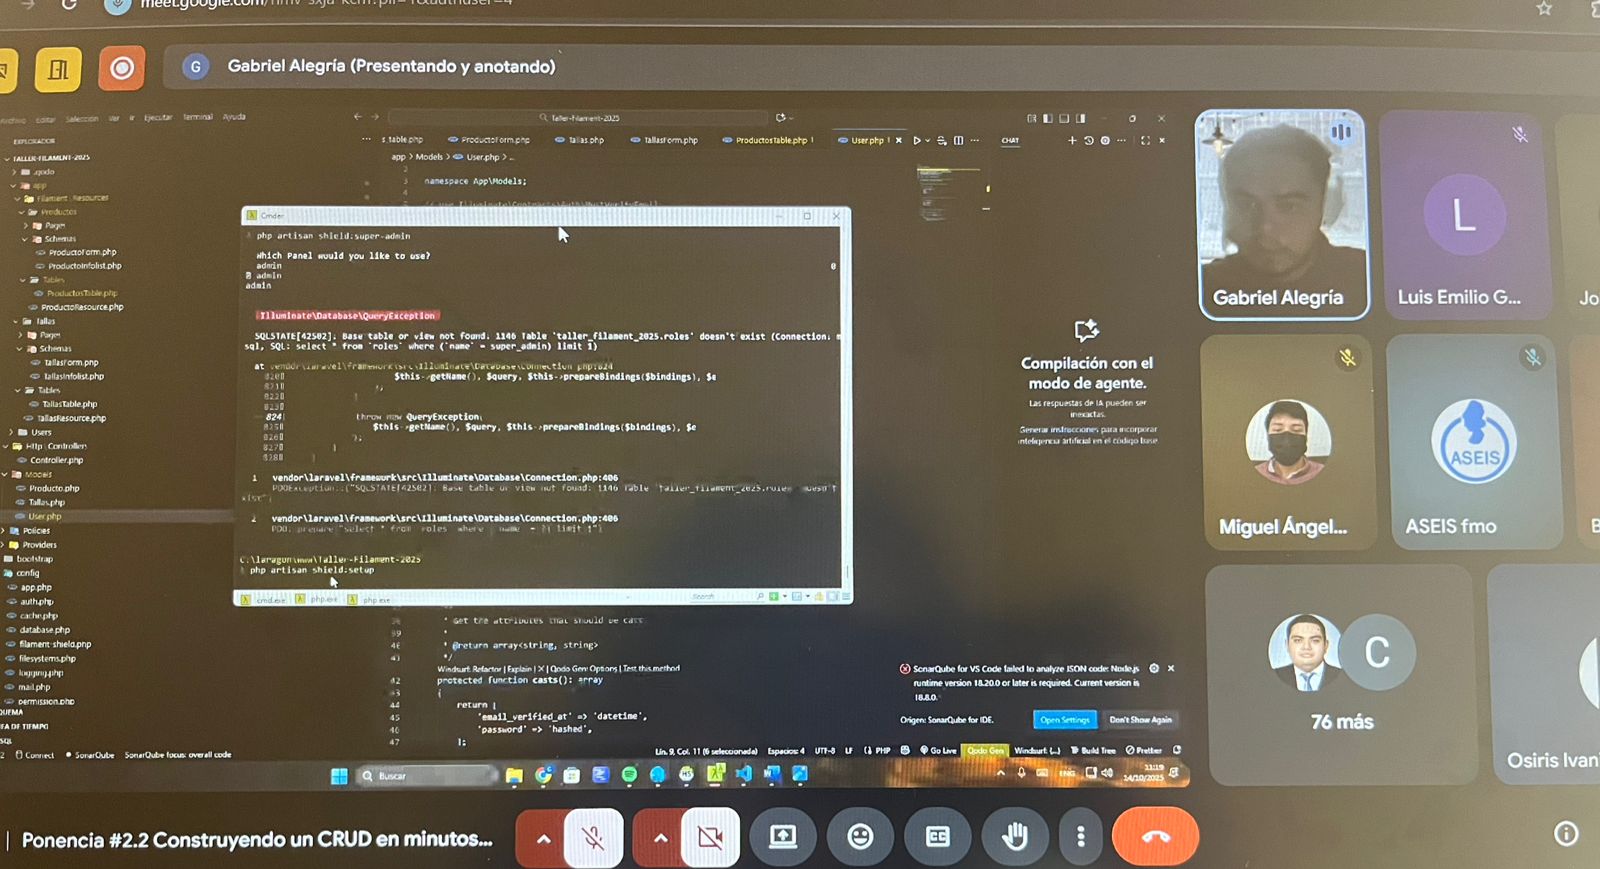 Gabriel Alegría (Presentando y anotando)
G
Editar Selección Ver Ir Ejecutar Terminal Ayuda
Taller-Filament-2025
EXPLORADOR
TALLER-FILAMENT-2025
.qodo
app
Filament \ Resources
Productos
Pages
Schemas
ProductoForm.php
ProductoInfolist.php
Tables
ProductosTable.php
ProductoResource.php
Tallas
Pages
Schemas
TallasForm.php
TallasInfolist.php
Tables
TallasTable.php
TallasResource.php
Users
Http \ Controllers
Controller.php
Models
Producto.php
Tallas.php
User.php
Policies
Providers
bootstrap
config
app.php
auth.php
cache.php
database.php
filament-shield.php
filesystems.php
logging.php
mail.php
permission.php
Connect SonarQube SonarQube focus: overall code
s.table.php ProductoForm.php Tallas.php TallasForm.php ProductosTable.php 1 User.php 1
app > Models > User.php > ...
3 namespace App\Models;
4
Cmder
php artisan shield:super-admin
Which Panel would you like to use?
admin 0
admin
admin
Illuminate\Database\QueryException
SQLSTATE[42S02]: Base table or view not found: 1146 Table 'taller_filament_2025.roles' doesn't exist (Connection: m
sql, SQL: select * from `roles` where (`name` = super_admin) limit 1)
at vendor\laravel\framework\src\Illuminate\Database\Connection.php:824
$this->getName(), $query, $this->prepareBindings($bindings), $e
);
}
824 throw new QueryException(
$this->getName(), $query, $this->prepareBindings($bindings), $e
);
}
1 vendor\laravel\framework\src\Illuminate\Database\Connection.php:406
PDOException::("SQLSTATE[42S02]: Base table or view not found: 1146 Table 'taller_filament_2025.roles' doesn't
xist")
2 vendor\laravel\framework\src\Illuminate\Database\Connection.php:406
C:\laragon\www\Taller-Filament-2025
php artisan shield:setup
cmd.exe php.exe php.exe Search
* Get the attributes that should be cast.
*
* @return array<string, string>
*/
Windsurf: Refactor | Explain | X | Qodo Gen: Options | Test this method
42 protected function casts(): array
43 {
44 return [
45 'email_verified_at' => 'datetime',
46 'password' => 'hashed',
47 ];
CHAT
Compilación con el
modo de agente.
Las respuestas de IA pueden ser
inexactas.
Generar instrucciones para incorporar
inteligencia artificial en el código base.
SonarQube for VS Code failed to analyze JSON code: Node.js
runtime version 18.20.0 or later is required. Current version is
18.8.0.
Origen: SonarQube for IDE.
Open Settings
Don't Show Again
Lín. 9, Col. 11 (6 seleccionada) Espacios: 4 UTF-8 LF PHP Go Live Qodo Gen Windsurf: {...} Build Tree Prettier
Buscar
ENG
11:19
14/10/2025
Gabriel Alegría
L
Luis Emilio G...
Jo
Miguel Ángel...
ASEIS
ASEIS fmo
C
76 más
Osiris Ivan
Ponencia #2.2 Construyendo un CRUD en minutos...